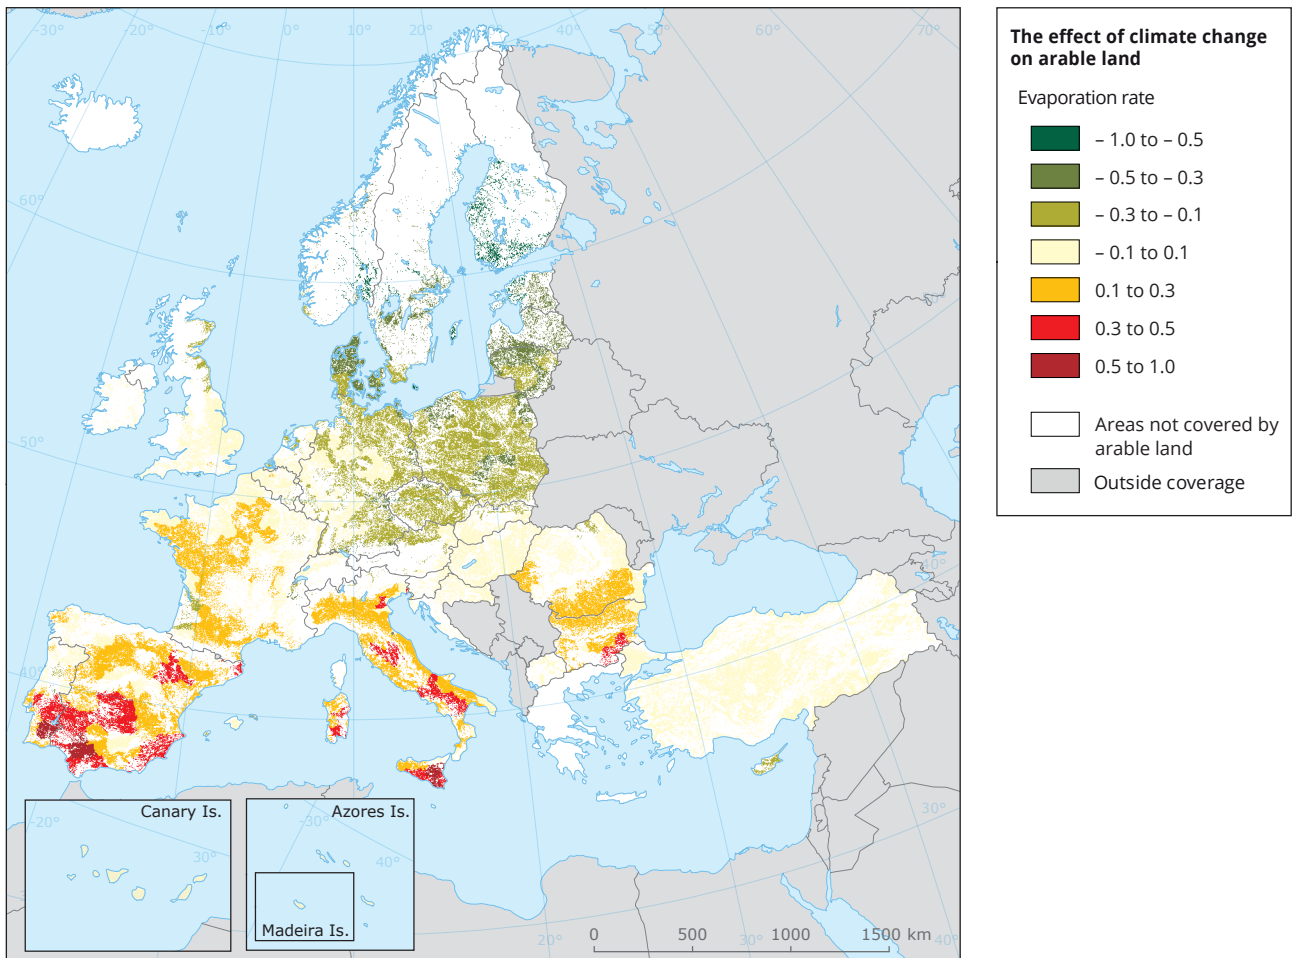 -30°
-20°
-10°
0°
10°
20°
30°
40°
50°
60°
70°
60°
50°
40°
40°
30°
20°
30°
40°
Canary Is.
-20°
30°
Azores Is.
-30°
40°
Madeira Is.
0
500
1000
1500 km
The effect of climate change
on arable land
Evaporation rate
– 1.0 to – 0.5
– 0.5 to – 0.3
– 0.3 to – 0.1
– 0.1 to 0.1
0.1 to 0.3
0.3 to 0.5
0.5 to 1.0
Areas not covered by
arable land
Outside coverage